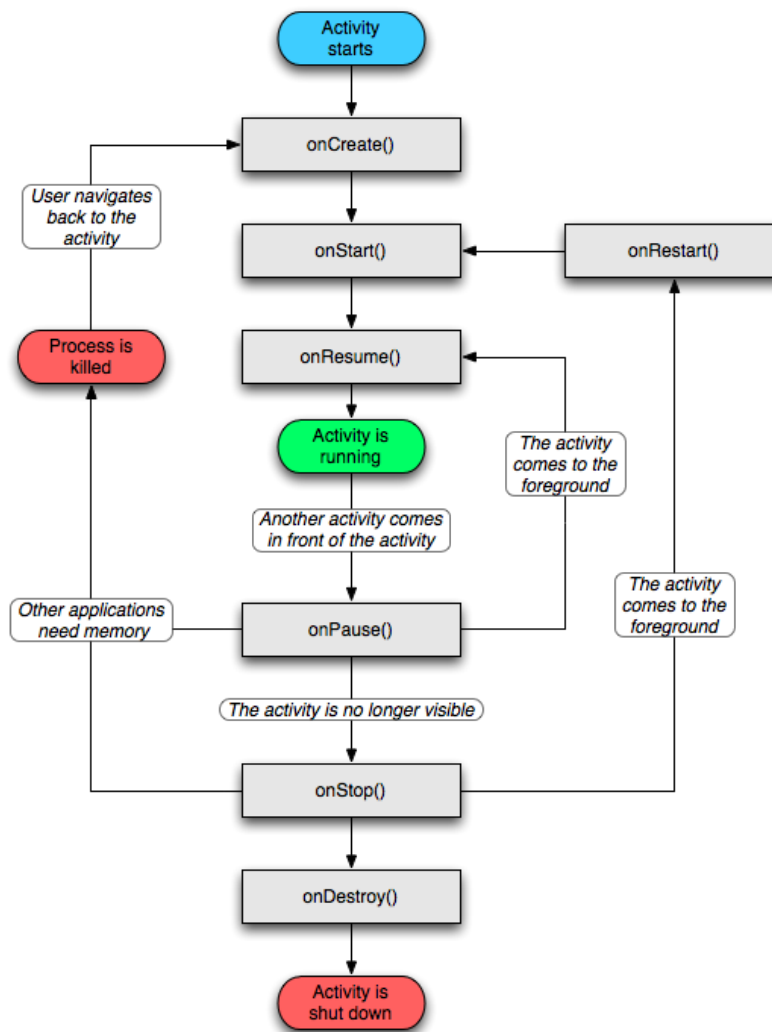 Activity
starts
onCreate()
User navigates
back to the
activity
onStart()
onRestart()
Process is
killed
onResume()
Activity is
running
The activity
comes to the
foreground
Another activity comes
in front of the activity
Other applications
need memory
onPause()
The activity
comes to the
foreground
The activity is no longer visible
onStop()
onDestroy()
Activity is
shut down